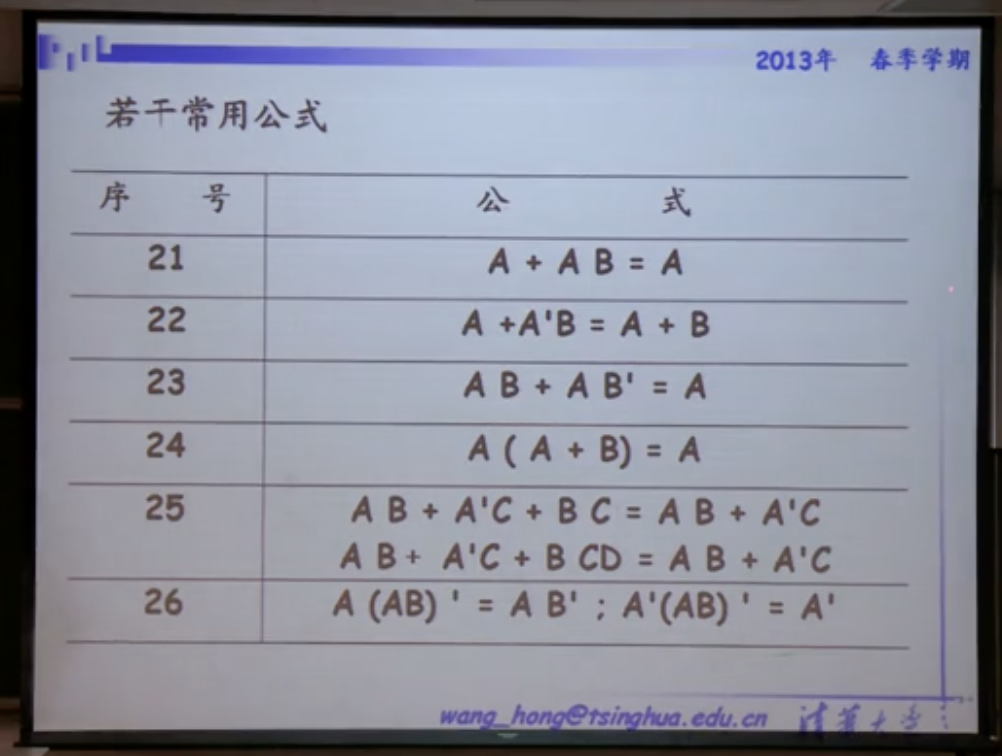 2013年 春季学期
若干常用公式
序 号 公 式
21 A + A B = A
22 A +A'B = A + B
23 A B + A B' = A
24 A ( A + B) = A
25 A B + A'C + B C = A B + A'C
A B + A'C + B CD = A B + A'C
26 A (AB) ' = A B' ; A'(AB) ' = A'
wang_hong@tsinghua.edu.cn 清华大学